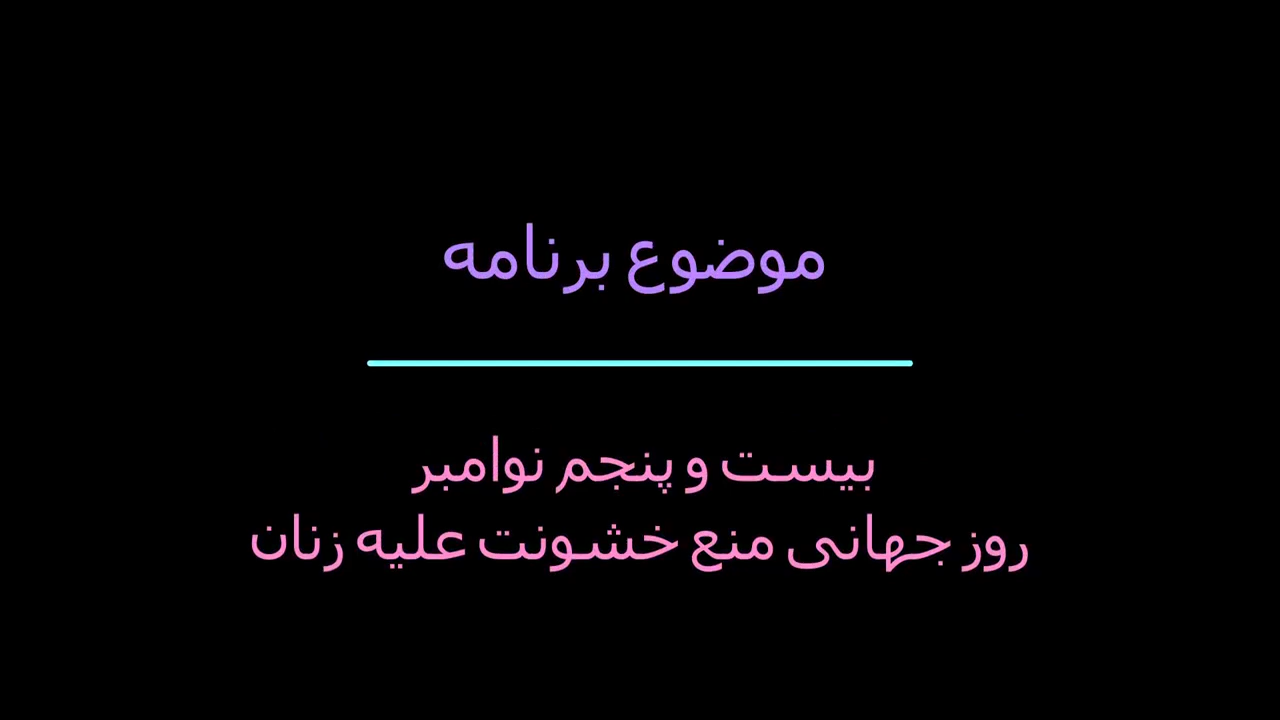 موضوع برنامه
بیست و پنجم نوامبر
روز جهانی منع خشونت علیه زنان